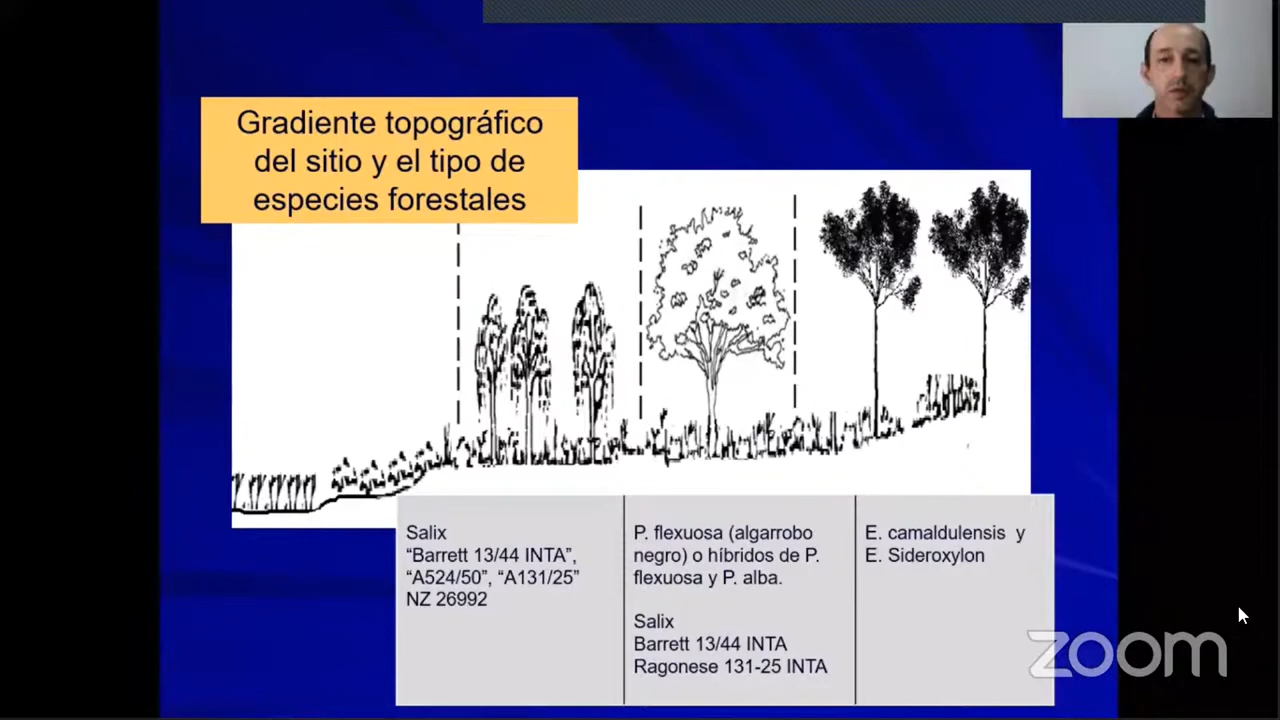 Gradiente topográfico
del sitio y el tipo de
especies forestales
Salix
“Barrett 13/44 INTA”,
“A524/50”, “A131/25”
NZ 26992
P. flexuosa (algarrobo
negro) o híbridos de P.
flexuosa y P. alba.
Salix
Barrett 13/44 INTA
Ragonese 131-25 INTA
E. camaldulensis y
E. Sideroxylon
zoom